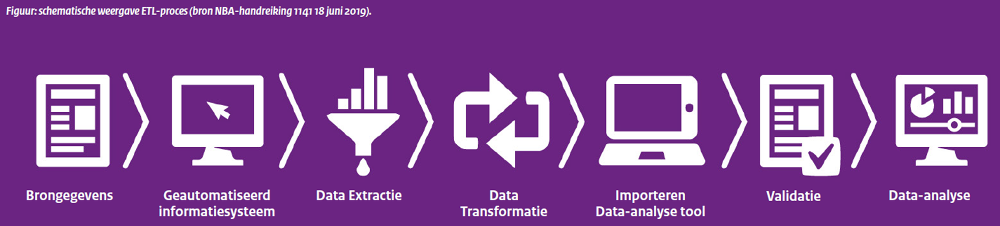 Figuur: schematische weergave ETL-proces (bron NBA-handreiking 1141 18 juni 2019).
Brongegevens
Geautomatiseerd
informatiesysteem
Data Extractie
Data
Transformatie
Importeren
Data-analyse tool
Validatie
Data-analyse